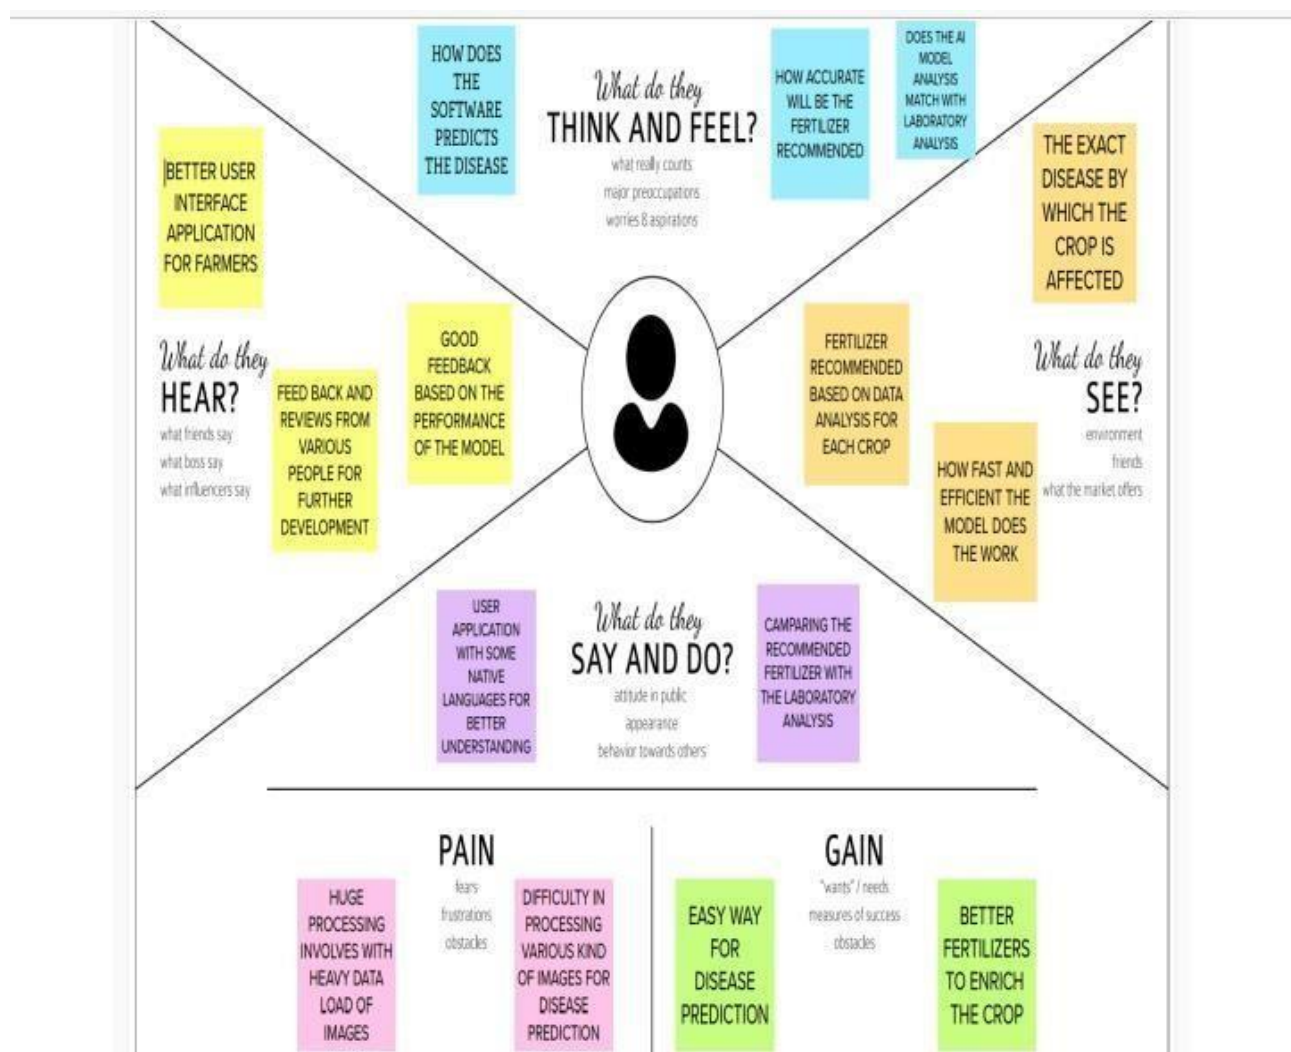 HOW DOES
THE
SOFTWARE
PREDICTS
THE DISEASE
What do they
THINK AND FEEL?
what really counts
major preoccupations
worries & aspirations
HOW ACCURATE
WILL BE THE
FERTILIZER
RECOMMENDED
DOES THE AI
MODEL
ANALYSIS
MATCH WITH
LABORATORY
ANALYSIS
BETTER USER
INTERFACE
APPLICATION
FOR FARMERS
What do they
HEAR?
what friends say
what boss say
what influencers say
FEED BACK AND
REVIEWS FROM
VARIOUS
PEOPLE FOR
FURTHER
DEVELOPMENT
GOOD
FEEDBACK
BASED ON THE
PERFORMANCE
OF THE MODEL
FERTILIZER
RECOMMENDED
BASED ON DATA
ANALYSIS FOR
EACH CROP
THE EXACT
DISEASE BY
WHICH THE
CROP IS
AFFECTED
What do they
SEE?
environment
friends
what the market offers
HOW FAST AND
EFFICIENT THE
MODEL DOES
THE WORK
USER
APPLICATION
WITH SOME
NATIVE
LANGUAGES FOR
BETTER
UNDERSTANDING
What do they
SAY AND DO?
attitude in public
appearance
behavior towards others
CAMPARING THE
RECOMMENDED
FERTILIZER WITH
THE LABORATORY
ANALYSIS
PAIN
fears
frustrations
obstacles
HUGE
PROCESSING
INVOLVES WITH
HEAVY DATA
LOAD OF
IMAGES
DIFFICULTY IN
PROCESSING
VARIOUS KIND
OF IMAGES FOR
DISEASE
PREDICTION
GAIN
"wants" / needs
measures of success
obstacles
EASY WAY
FOR
DISEASE
PREDICTION
BETTER
FERTILIZERS
TO ENRICH
THE CROP